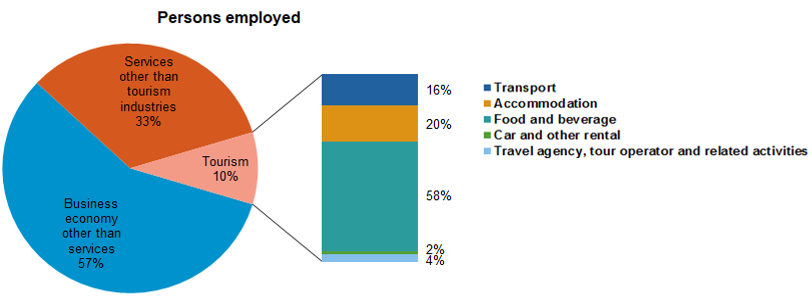 Persons employed
Services
other than
tourism
industries
33%
Tourism
10%
Business
economy
other than
services
57%
16%
20%
58%
2%
4%
Transport
Accommodation
Food and beverage
Car and other rental
Travel agency, tour operator and related activities